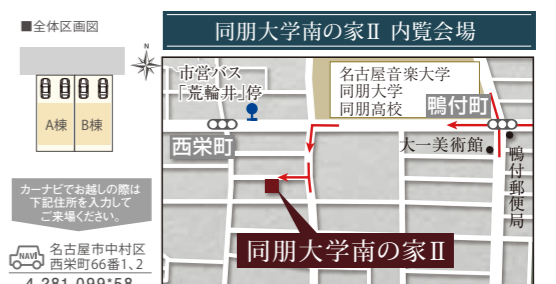 ■全体区画図
N
A棟 B棟
カーナビでお越しの際は
下記住所を入力して
ご来場ください。
NAVI
名古屋市中村区
西栄町66番1、2
4 281 099*58
同朋大学南の家Ⅱ 内覧会場
市営バス
「荒輪井」停
名古屋音楽大学
同朋大学
同朋高校
鴨付町
西栄町
大一美術館
鴨付郵便局
同朋大学南の家Ⅱ